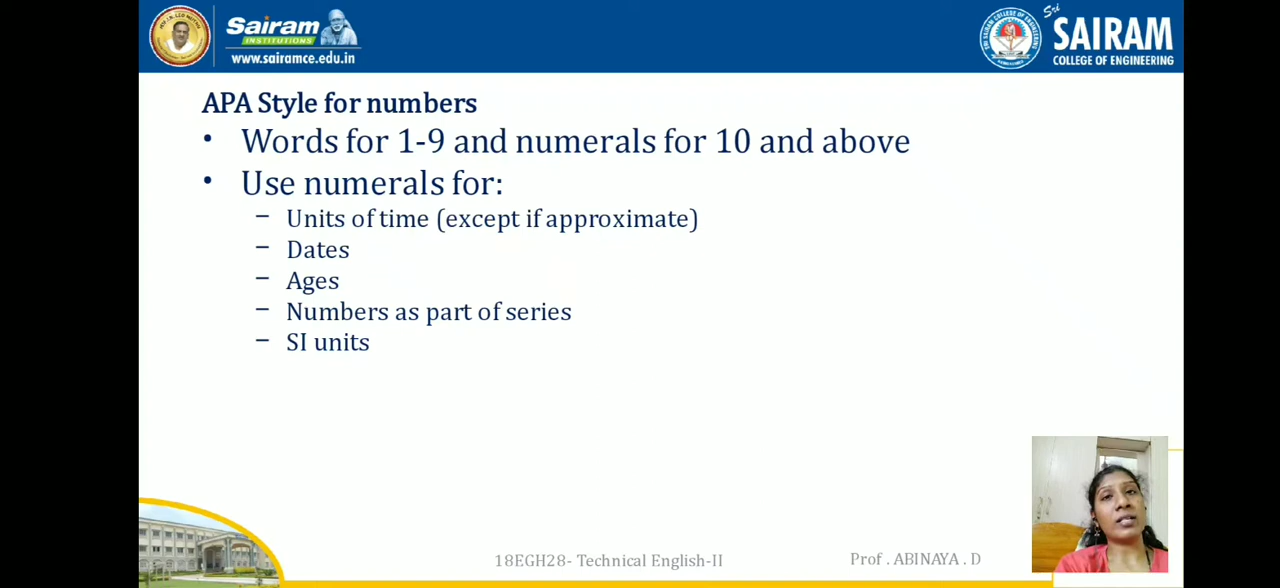 Sairam
INSTITUTIONS
www.sairamce.edu.in
Sri
SAIRAM
COLLEGE OF ENGINEERING
APA Style for numbers
• Words for 1-9 and numerals for 10 and above
• Use numerals for:
– Units of time (except if approximate)
– Dates
– Ages
– Numbers as part of series
– SI units
18EGH28- Technical English-II
Prof . ABINAYA . D